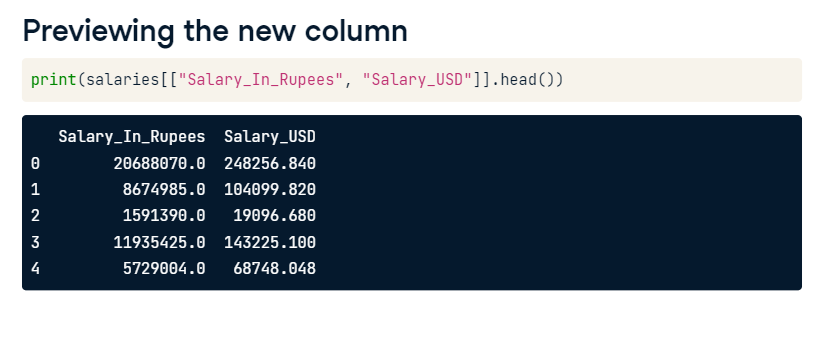 Previewing the new column
print(salaries[["Salary_In_Rupees", "Salary_USD"]].head())
   Salary_In_Rupees  Salary_USD
0        20688070.0  248256.840
1         8674985.0  104099.820
2         1591390.0   19096.680
3        11935425.0  143225.100
4         5729004.0   68748.048